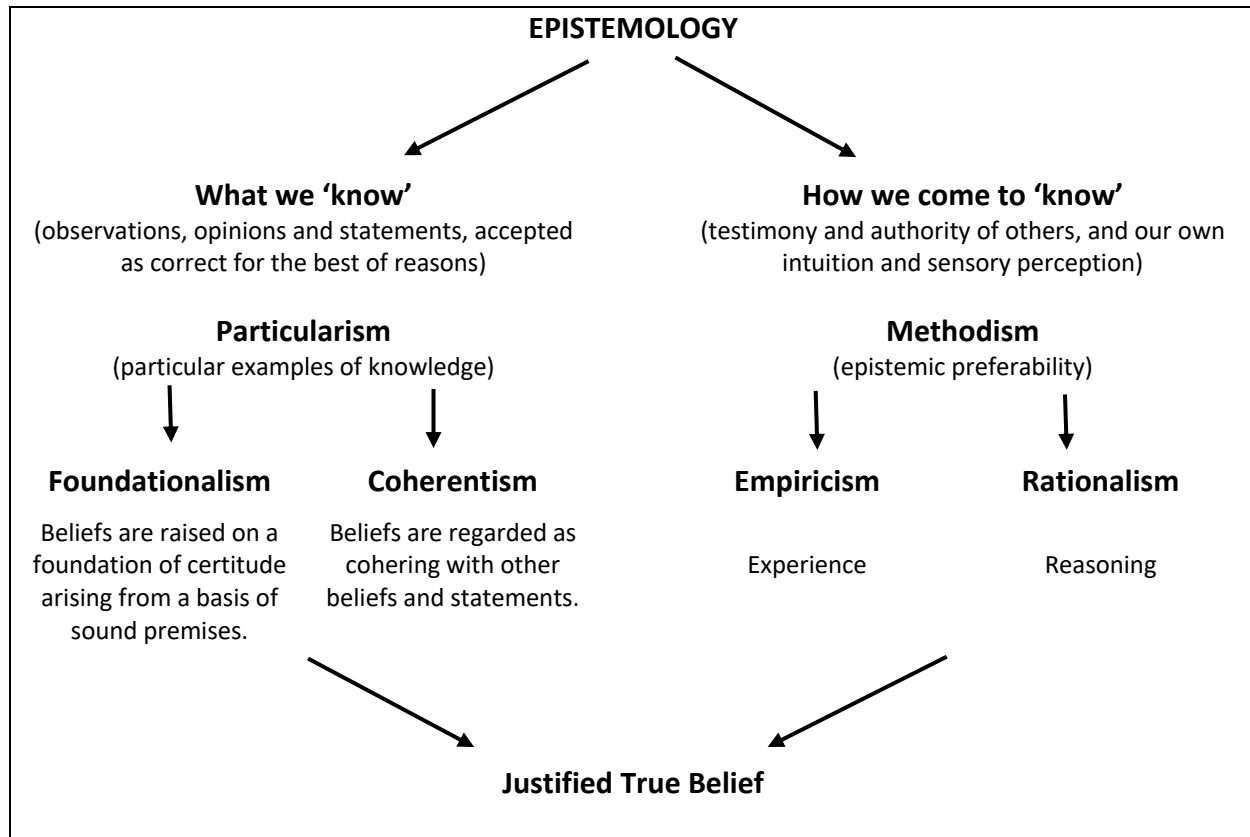 EPISTEMOLOGY
What we ‘know’
(observations, opinions and statements, accepted
as correct for the best of reasons)
How we come to ‘know’
(testimony and authority of others, and our own
intuition and sensory perception)
Particularism
(particular examples of knowledge)
Methodism
(epistemic preferability)
Foundationalism
Beliefs are raised on a
foundation of certitude
arising from a basis of
sound premises.
Coherentism
Beliefs are regarded as
cohering with other
beliefs and statements.
Empiricism
Experience
Rationalism
Reasoning
Justified True Belief